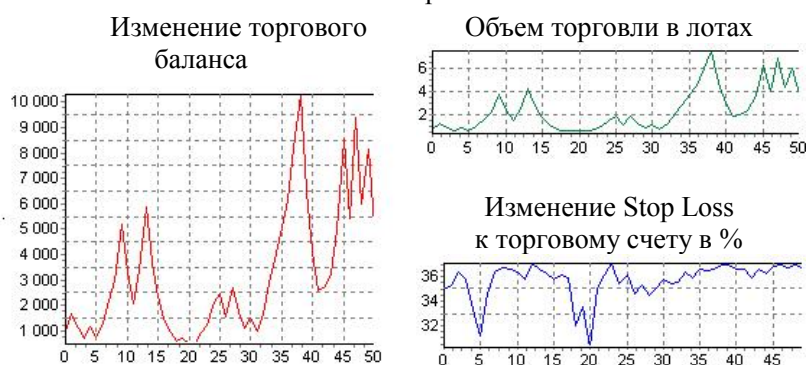 Изменение торгового
баланса
10 000
9 000
8 000
7 000
6 000
5 000
4 000
3 000
2 000
1 000
0 5 10 15 20 25 30 35 40 45 50
Объем торговли в лотах
6
4
2
0 5 10 15 20 25 30 35 40 45 50
Изменение Stop Loss
к торговому счету в %
36
34
32
0 5 10 15 20 25 30 35 40 45